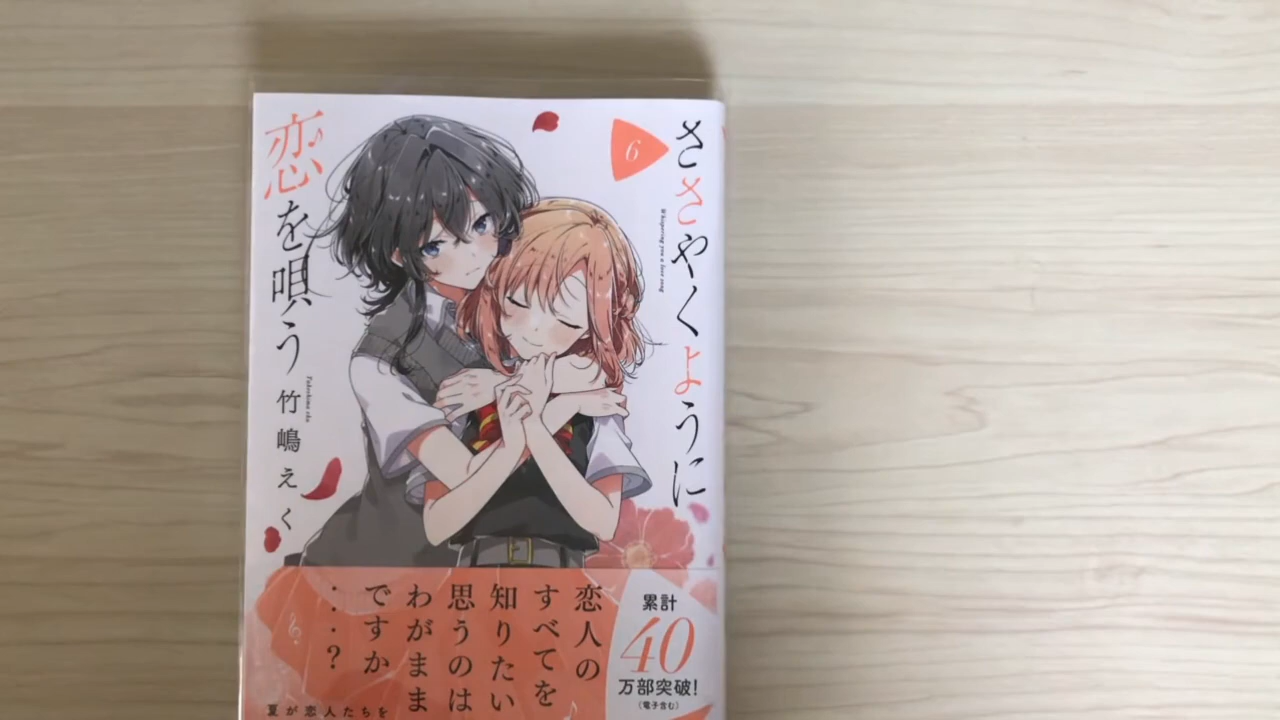 ささやくように
恋を唄う
Whispering you a love song
6
竹嶋えく
Takeshima Eku
恋人の
すべてを
知りたい
思うのは
わがまま
ですか
‥‥?
累計
40
万部突破!
(電子含む)
夏が恋人たちを